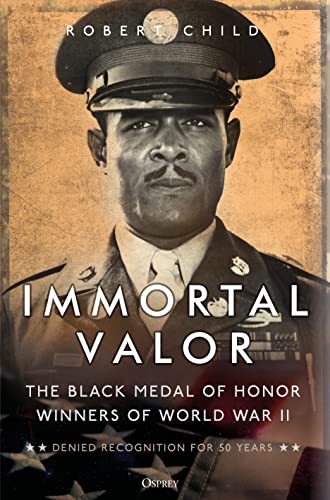 ROBERT CHILD
IMMORTAL
VALOR
THE BLACK MEDAL OF HONOR
WINNERS OF WORLD WAR II
★★ DENIED RECOGNITION FOR 50 YEARS ★★
OSPREY